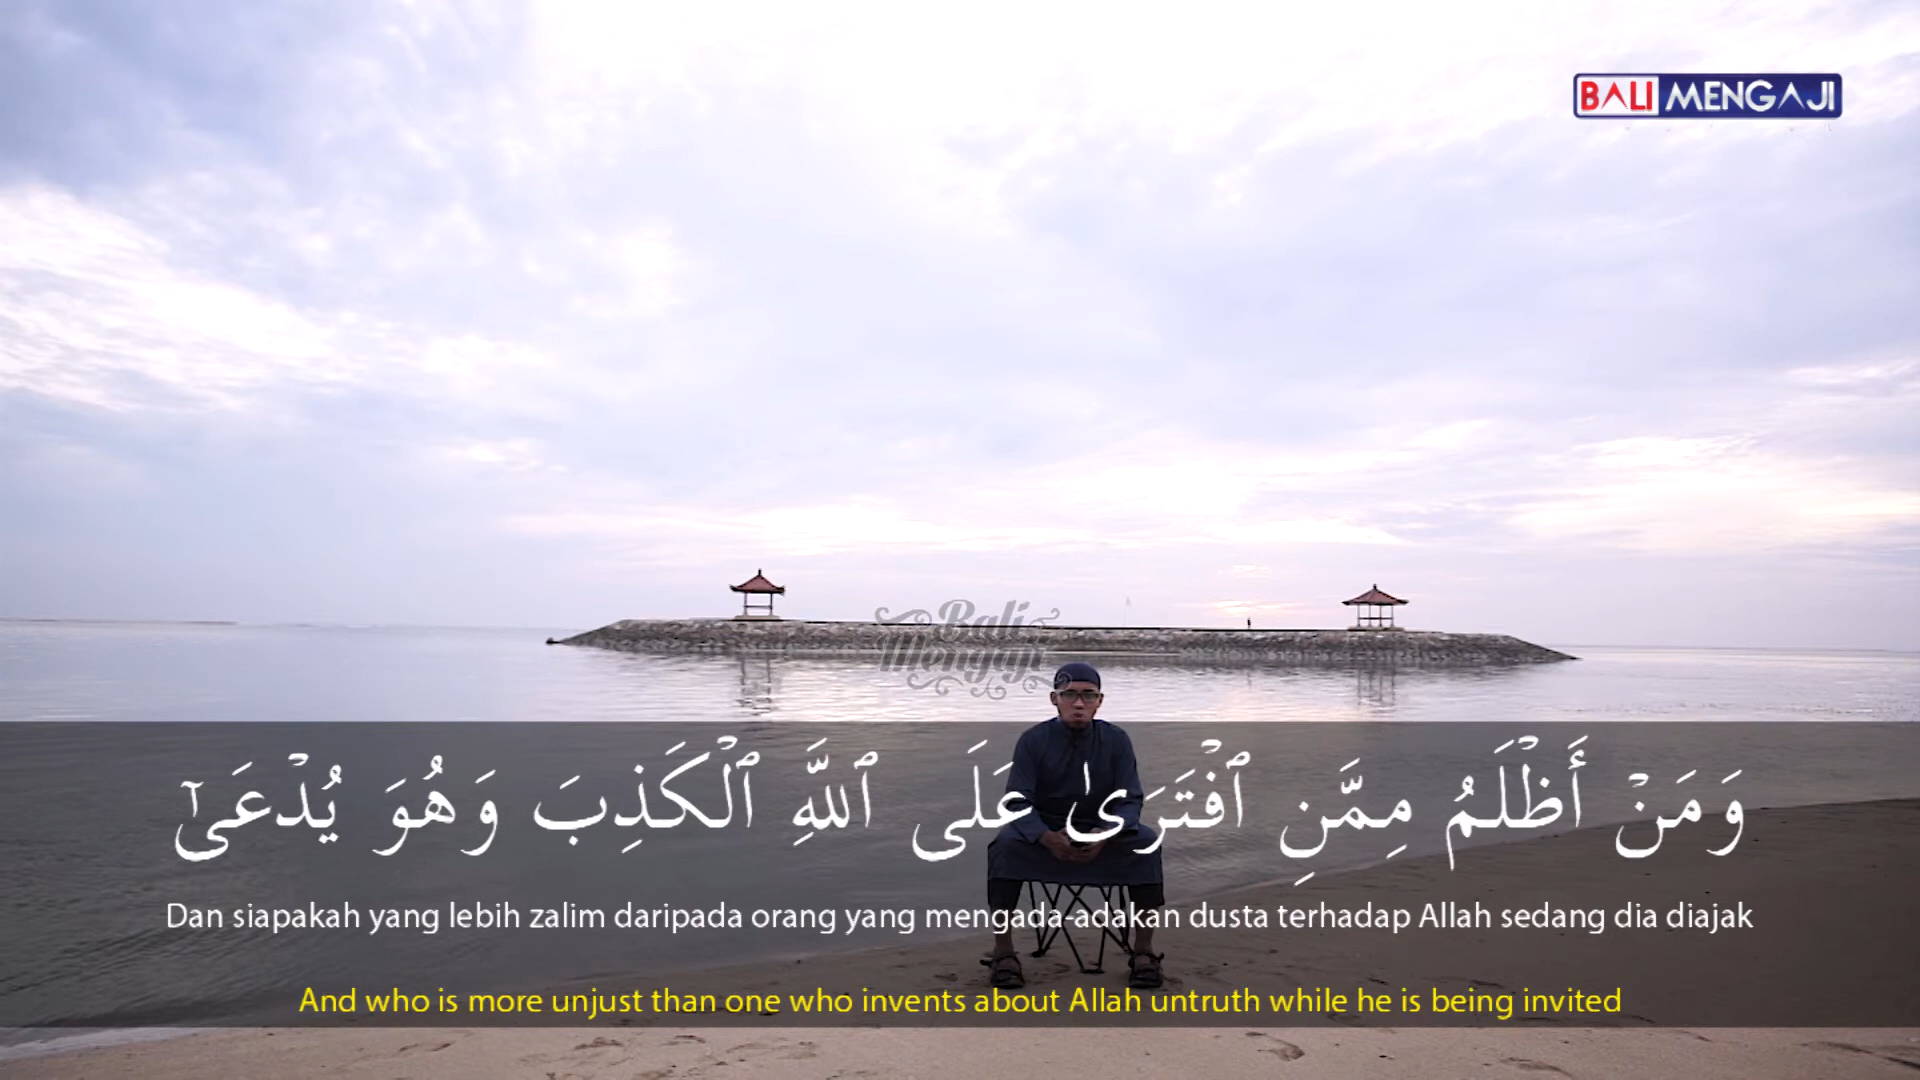 BALI MENGAJI
Bali
Mengaji
وَمَنْ أَظْلَمُ مِمَّنِ ٱفْتَرَىٰ عَلَى ٱللَّهِ ٱلْكَذِبَ وَهُوَ يُدْعَىٰٓ
Dan siapakah yang lebih zalim daripada orang yang mengada-adakan dusta terhadap Allah sedang dia diajak
And who is more unjust than one who invents about Allah untruth while he is being invited